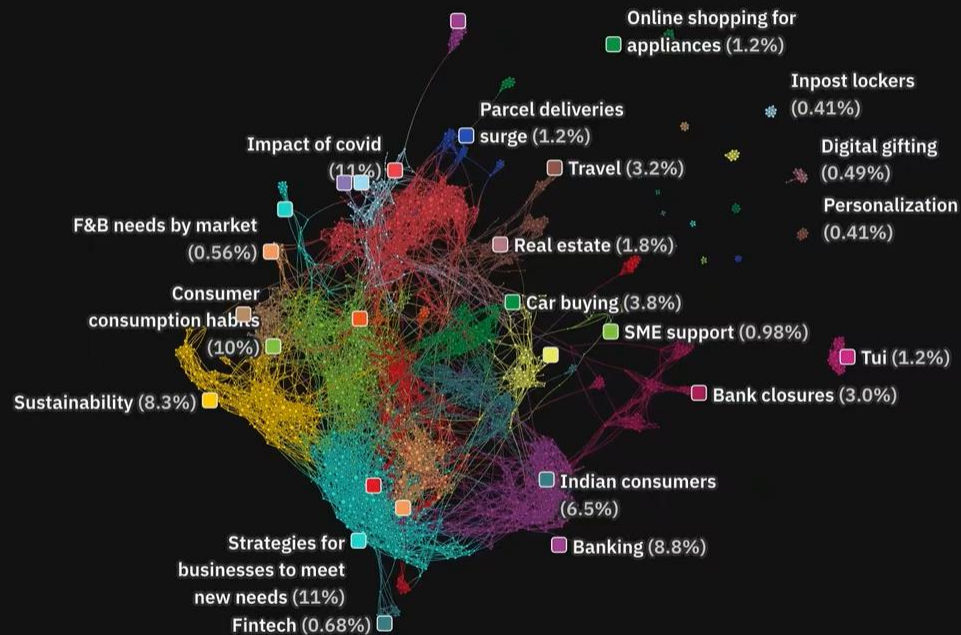 Online shopping for
appliances (1.2%)
Inpost lockers
(0.41%)
Parcel deliveries
surge (1.2%)
Impact of covid
(11%)
Digital gifting
(0.49%)
Travel (3.2%)
Personalization
(0.41%)
F&B needs by market
(0.56%)
Real estate (1.8%)
Consumer
consumption habits
(10%)
Car buying (3.8%)
SME support (0.98%)
Tui (1.2%)
Sustainability (8.3%)
Bank closures (3.0%)
Indian consumers
(6.5%)
Strategies for
businesses to meet
new needs (11%)
Banking (8.8%)
Fintech (0.68%)